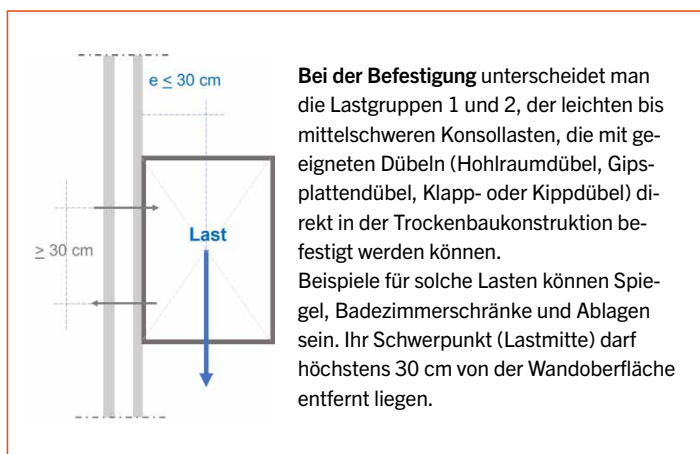 e ≤ 30 cm
Last
≥ 30 cm
Bei der Befestigung unterscheidet man
die Lastgruppen 1 und 2, der leichten bis
mittelschweren Konsollasten, die mit ge-
eigneten Dübeln (Hohlraumdübel, Gips-
plattendübel, Klapp- oder Kippdübel) di-
rekt in der Trockenbaukonstruktion be-
festigt werden können.
Beispiele für solche Lasten können Spie-
gel, Badezimmerschränke und Ablagen
sein. Ihr Schwerpunkt (Lastmitte) darf
höchstens 30 cm von der Wandoberfläche
entfernt liegen.